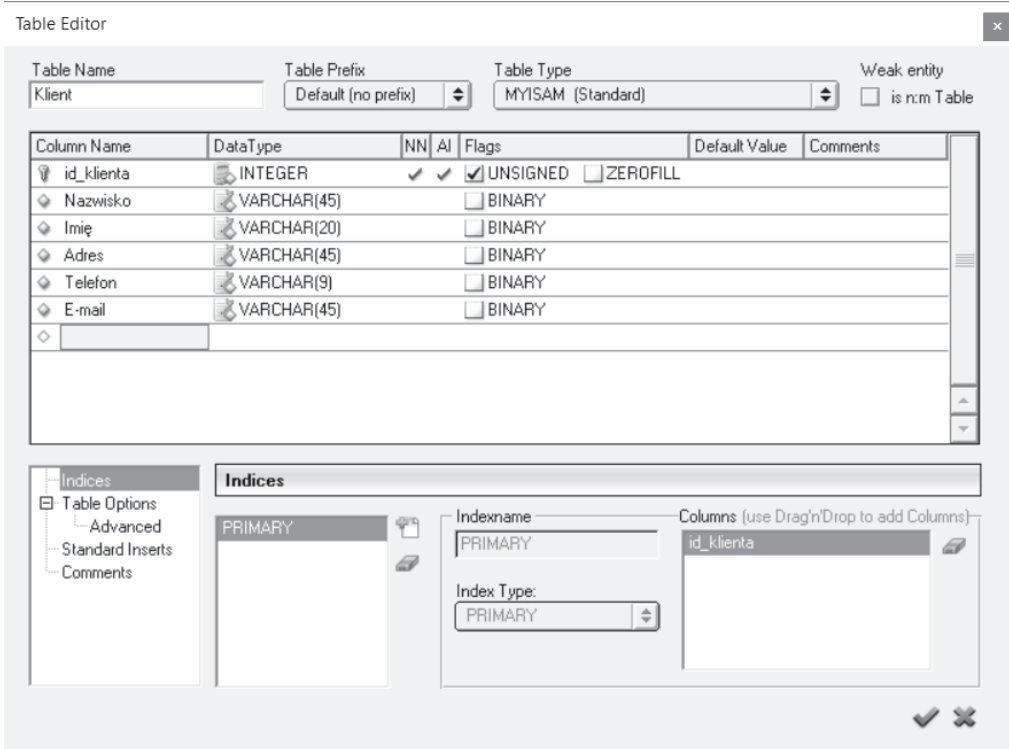 Table Editor
Table Name Table Prefix Table Type Weak entity
Klient Default (no prefix) MYISAM (Standard) is n:m Table
Column Name DataType NN AI Flags Default Value Comments
id_klienta INTEGER UNSIGNED ZEROFILL
Nazwisko VARCHAR(45) BINARY
Imię VARCHAR(20) BINARY
Adres VARCHAR(45) BINARY
Telefon VARCHAR(9) BINARY
E-mail VARCHAR(45) BINARY
Indices
Table Options
Advanced
Standard Inserts
Comments
Indices
PRIMARY
Indexname
PRIMARY
Index Type:
PRIMARY
Columns (use Drag'n'Drop to add Columns)
id_klienta